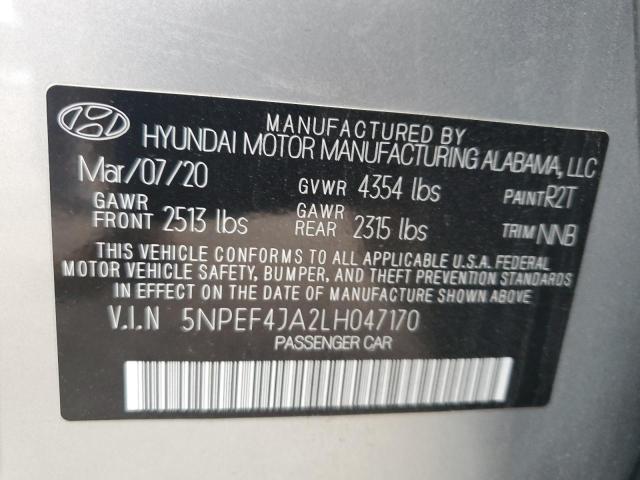 MANUFACTURED BY
HYUNDAI MOTOR MANUFACTURING ALABAMA, LLC
Mar/07/20 GVWR 4354 lbs PAINT R2T
GAWR FRONT 2513 lbs GAWR REAR 2315 lbs TRIM NNB
THIS VEHICLE CONFORMS TO ALL APPLICABLE U.S.A. FEDERAL
MOTOR VEHICLE SAFETY, BUMPER, AND THEFT PREVENTION STANDARDS
IN EFFECT ON THE DATE OF MANUFACTURE SHOWN ABOVE.
V.I.N 5NPEF4JA2LH047170
PASSENGER CAR